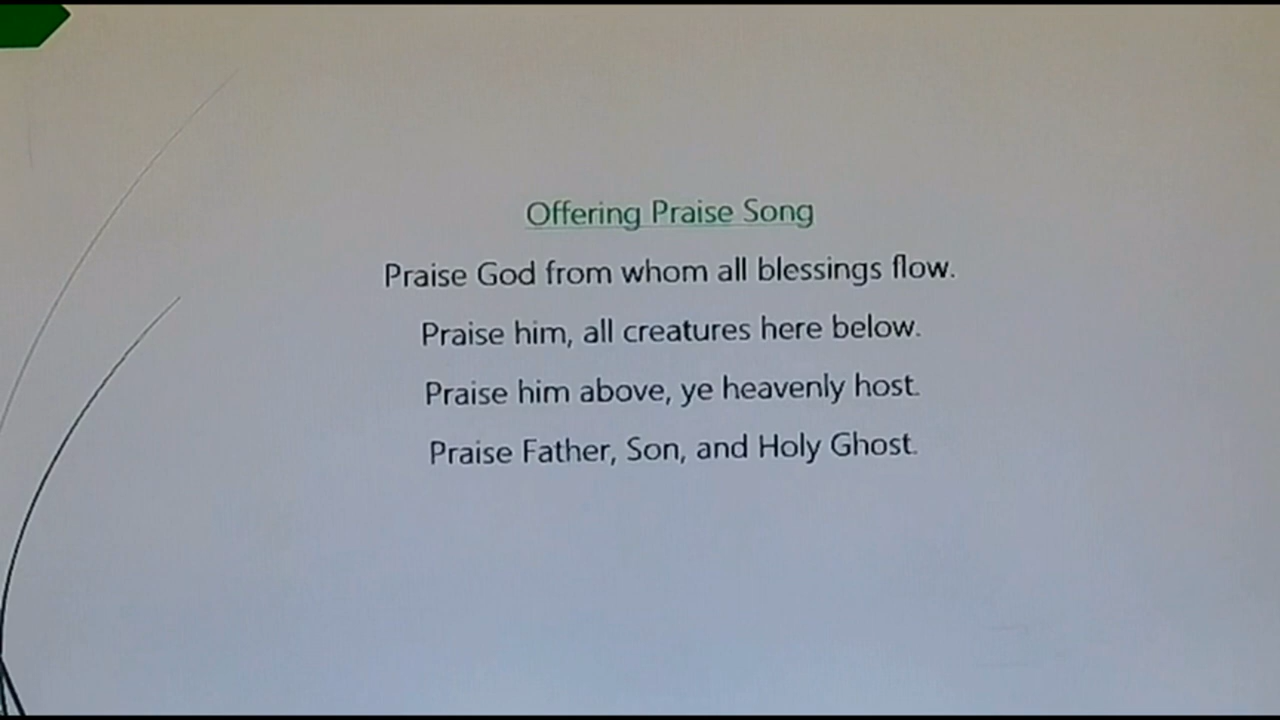 Offering Praise Song
Praise God from whom all blessings flow.
Praise him, all creatures here below.
Praise him above, ye heavenly host.
Praise Father, Son, and Holy Ghost.